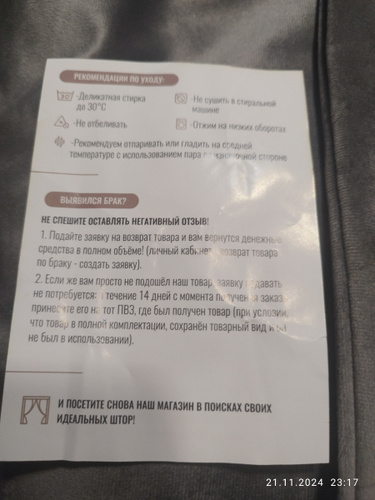 РЕКОМЕНДАЦИИ ПО УХОДУ:
30°
-Деликатная стирка
до 30°С
-Не сушить в стиральной
машине
-Не отбеливать
-Отжим на низких оборотах
-Рекомендуем отпаривать или гладить на средней
температуре с использованием пара с изнаночной стороне
ВЫЯВИЛСЯ БРАК?
НЕ СПЕШИТЕ ОСТАВЛЯТЬ НЕГАТИВНЫЙ ОТЗЫВ!
1. Подайте заявку на возврат товара и вам вернутся денежные
средства в полном объёме! (личный кабинет возврат товара
по браку - создать заявку).
2. Если же вам просто не подошёл наш товар, заявку подавать
не потребуется: в течение 14 дней с момента получения заказа
принесите его на тот ПВЗ, где был получен товар (при условии,
что товар в полной комплектации, сохранён товарный вид и он
не был в использовании).
И ПОСЕТИТЕ СНОВА НАШ МАГАЗИН В ПОИСКАХ СВОИХ
ИДЕАЛЬНЫХ ШТОР!
21.11.2024 23:17